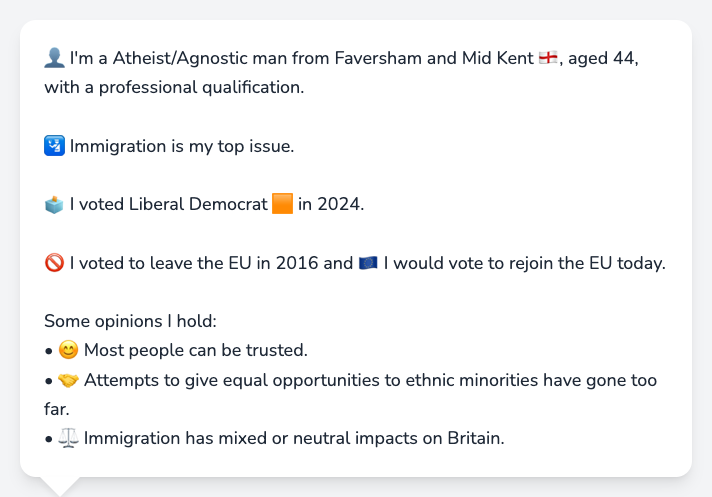 👤 I'm a Atheist/Agnostic man from Faversham and Mid Kent 🏴󠁧󠁢󠁥󠁮󠁧󠁿, aged 44,
with a professional qualification.
🛂 Immigration is my top issue.
🗳️ I voted Liberal Democrat 🟧 in 2024.
🚫 I voted to leave the EU in 2016 and 🇪🇺 I would vote to rejoin the EU today.
Some opinions I hold:
• 😊 Most people can be trusted.
• 🤝 Attempts to give equal opportunities to ethnic minorities have gone too
far.
• ⚖️ Immigration has mixed or neutral impacts on Britain.